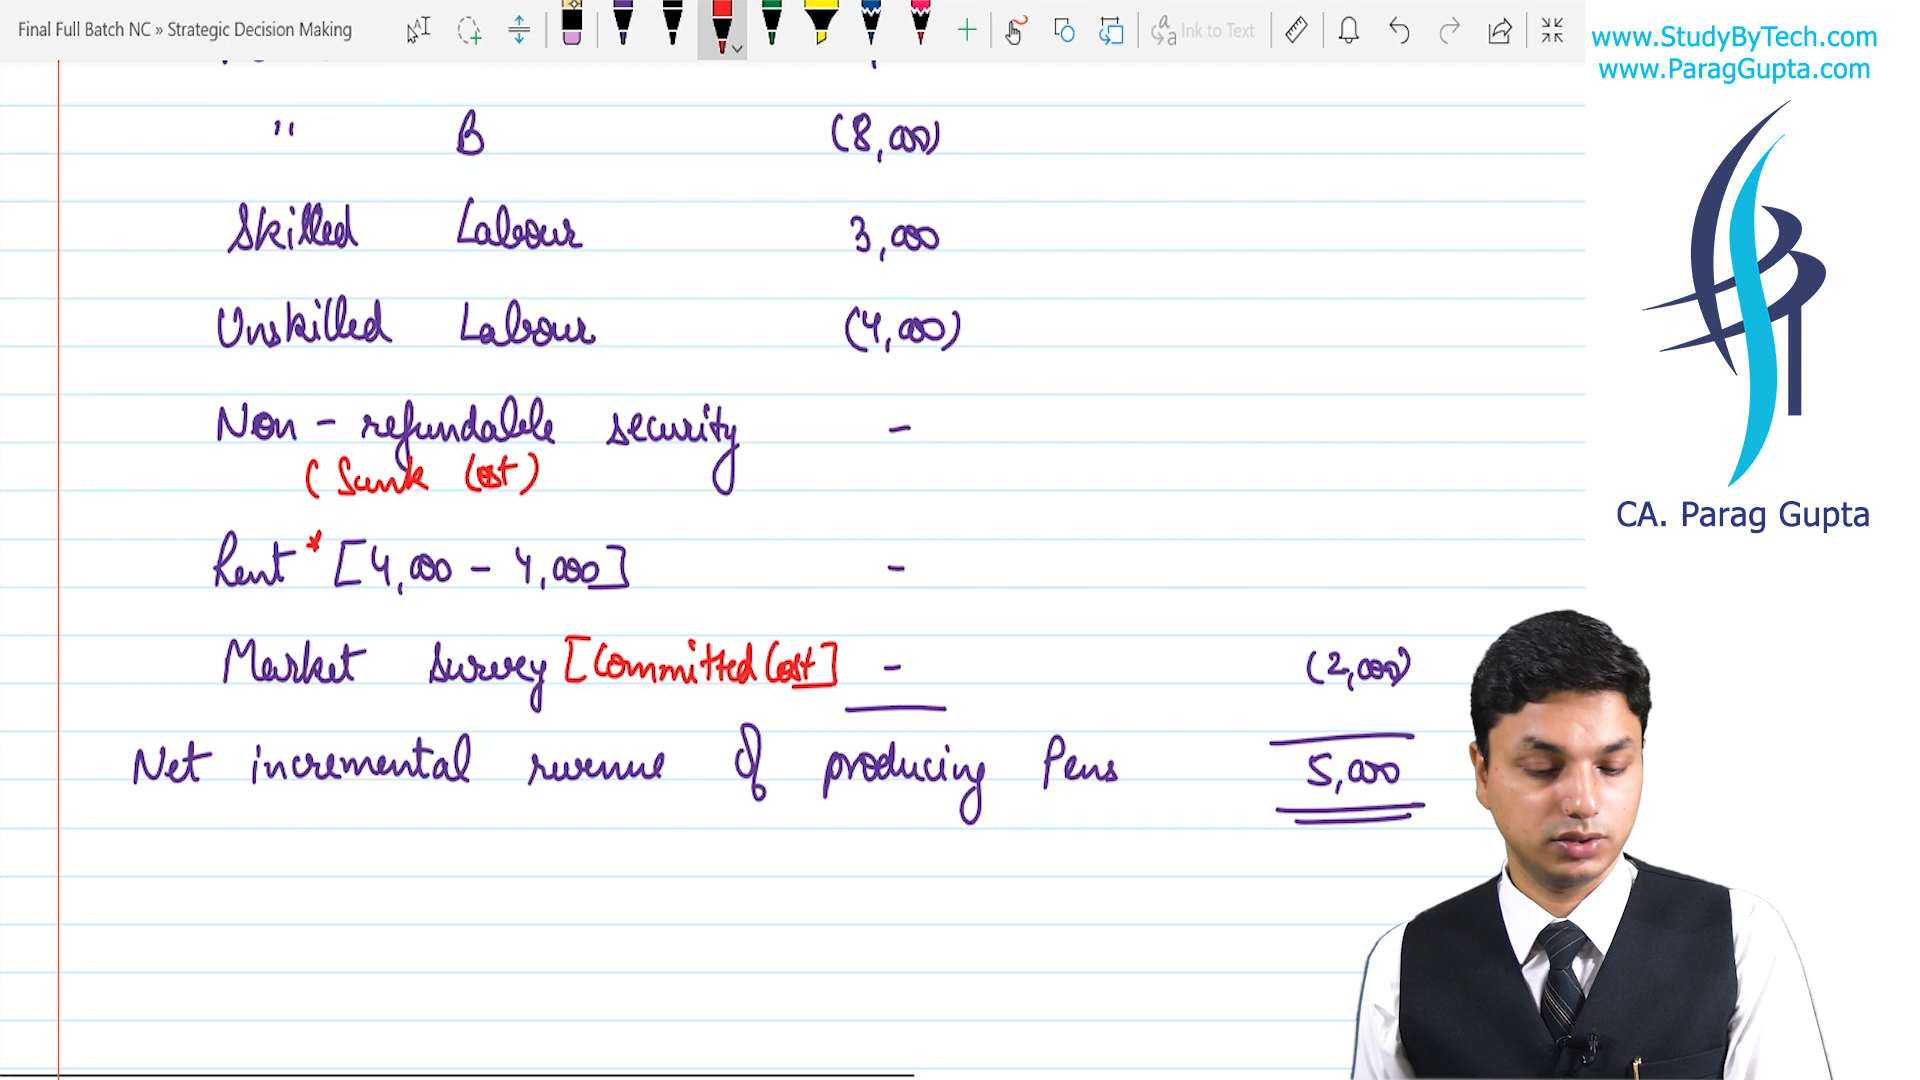 Final Full Batch NC » Strategic Decision Making
Ink to Text
www.StudyByTech.com
www.ParagGupta.com
" B (8,000)
Skilled Labour 3,000
Unskilled Labour (4,000)
Non - refundable security -
(Sunk Cost)
Rent * [4,000 - 4,000] -
Market survey [Committed Cost] - (2,000)
Net incremental revenue of producing Pens 5,000
CA. Parag Gupta